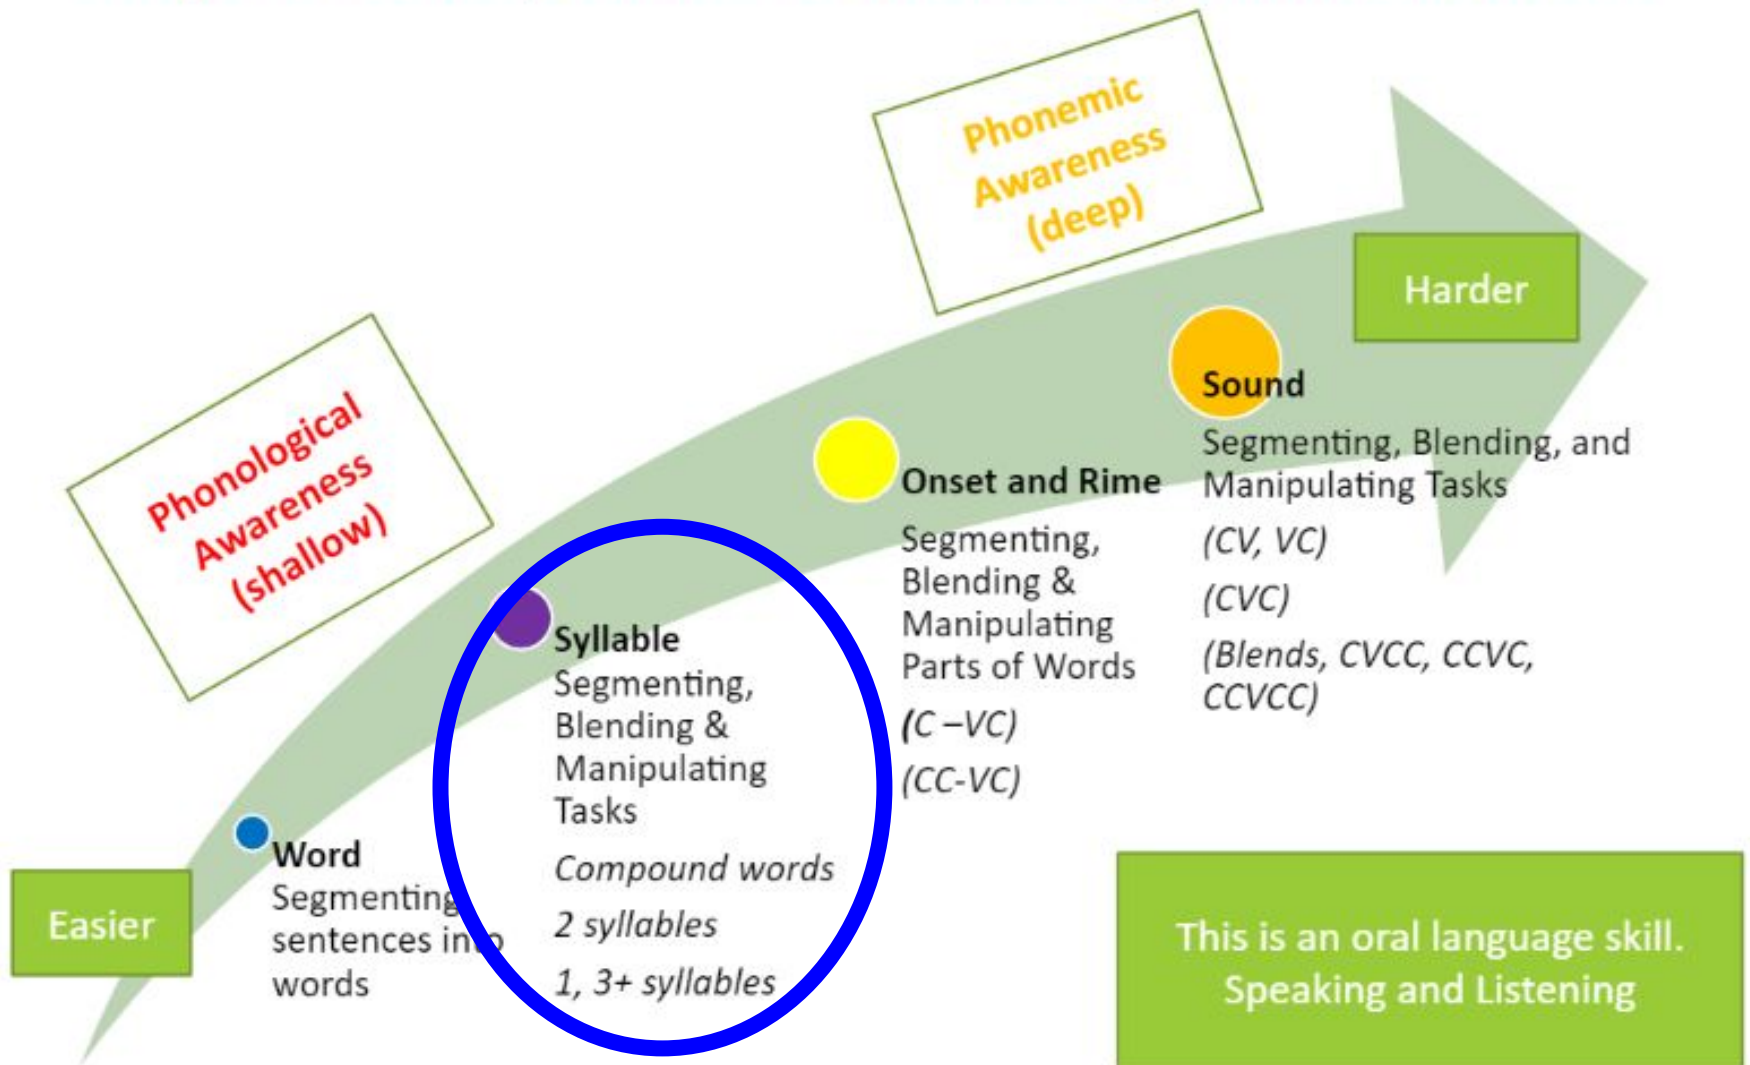 Phonemic
Awareness
(deep)
Harder
Phonological
Awareness
(shallow)
Sound
Segmenting, Blending, and
Manipulating Tasks
(CV, VC)
(CVC)
(Blends, CVCC, CCVC,
CCVCC)
Onset and Rime
Segmenting,
Blending &
Manipulating
Parts of Words
(C –VC)
(CC-VC)
Syllable
Segmenting,
Blending &
Manipulating
Tasks
Compound words
2 syllables
1, 3+ syllables
Word
Segmenting
sentences into
words
Easier
This is an oral language skill.
Speaking and Listening